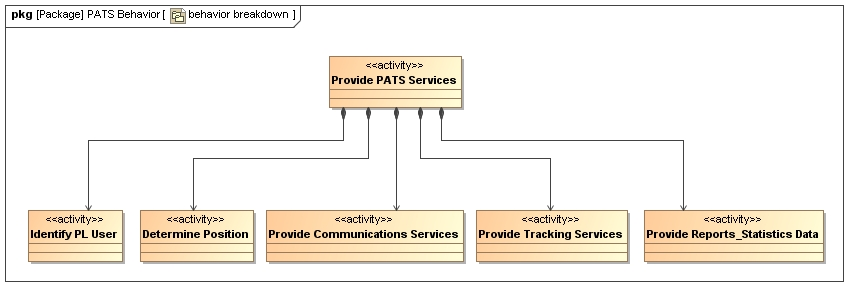 pkg [Package] PATS Behavior [ behavior breakdown ]
<<activity>>
Provide PATS Services
<<activity>> <<activity>> <<activity>> <<activity>> <<activity>>
Identify PL User Determine Position Provide Communications Services Provide Tracking Services Provide Reports_Statistics Data